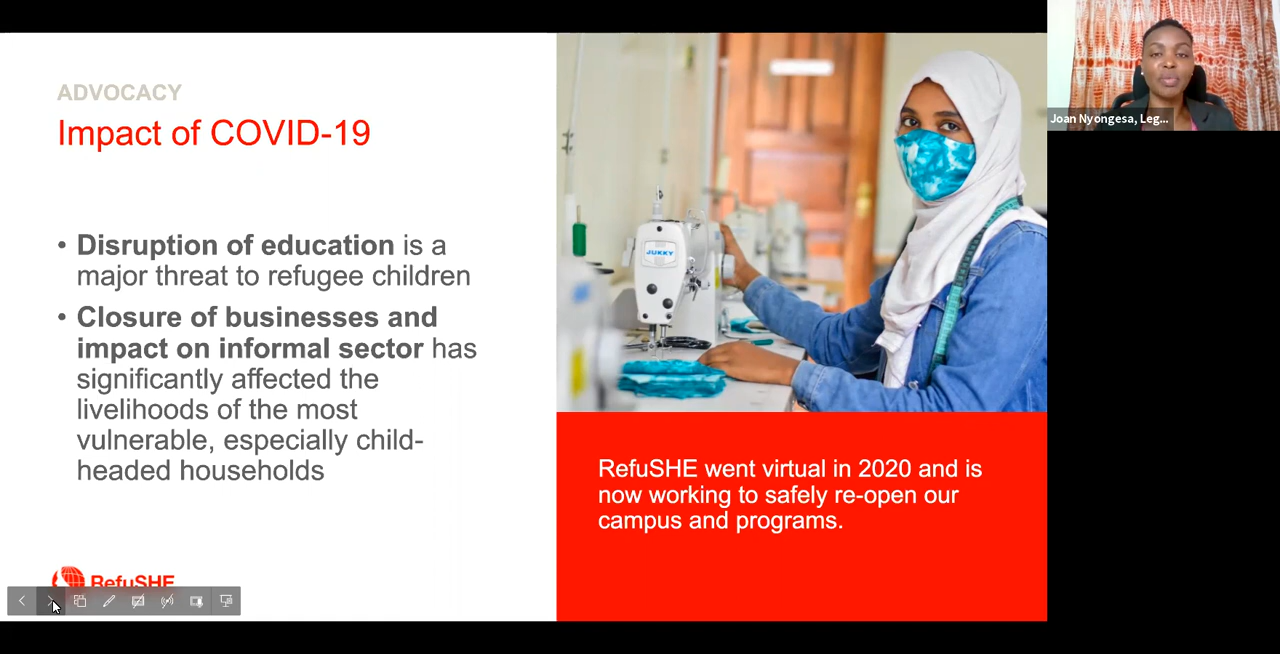 ADVOCACY
Impact of COVID-19
• Disruption of education is a
major threat to refugee children
• Closure of businesses and
impact on informal sector has
significantly affected the
livelihoods of the most
vulnerable, especially child-
headed households
RefuSHE
JUKKY
RefuSHE went virtual in 2020 and is
now working to safely re-open our
campus and programs.
Joan Nyongesa, Leg...